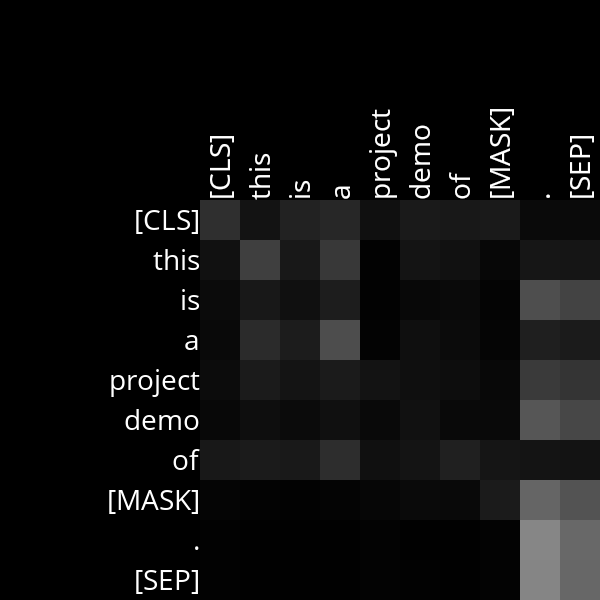 [CLS] this is a project demo of [MASK] . [SEP]
[CLS]
this
is
a
project
demo
of
[MASK]
.
[SEP]